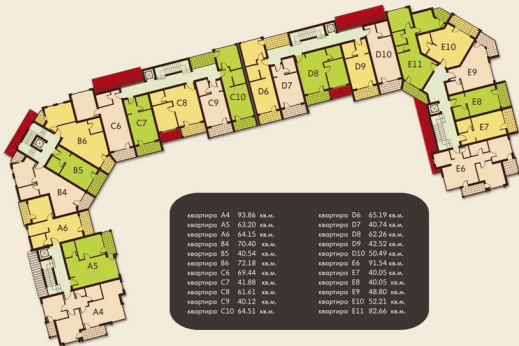 E10
D10
E11
E9
D9
D8
E8
D7
D6
E7
C10
C9
E6
C8
C7
C6
B6
B5
B4
A6
A5
A4
квартира A4 93.86 кв.м.
квартира A5 63.20 кв.м.
квартира A6 64.15 кв.м.
квартира B4 70.40 кв.м.
квартира B5 40.54 кв.м.
квартира B6 72.18 кв.м.
квартира C6 69.44 кв.м.
квартира C7 41.88 кв.м.
квартира C8 61.61 кв.м.
квартира C9 40.12 кв.м.
квартира C10 64.51 кв.м.
квартира D6 65.19 кв.м.
квартира D7 40.74 кв.м.
квартира D8 62.26 кв.м.
квартира D9 42.52 кв.м.
квартира D10 50.49 кв.м.
квартира E6 91.54 кв.м.
квартира E7 40.05 кв.м.
квартира E8 40.05 кв.м.
квартира E9 48.80 кв.м.
квартира E10 52.21 кв.м.
квартира E11 82.66 кв.м.